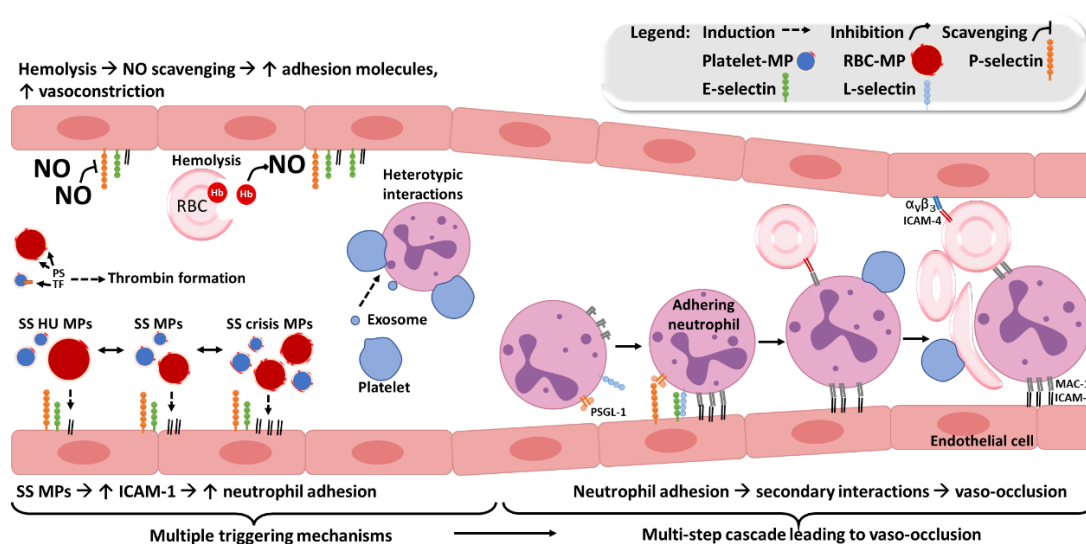 Legend: Induction Inhibition Scavenging
Platelet-MP RBC-MP P-selectin
E-selectin L-selectin
Hemolysis → NO scavenging → ↑ adhesion molecules,
↑ vasoconstriction
NO
NO
Hemolysis
NO
Hb
Hb
RBC
Heterotypic
interactions
αvβ3
ICAM-4
PS
TF
Thrombin formation
Exosome
Platelet
SS HU MPs
SS MPs
SS crisis MPs
Adhering
neutrophil
PSGL-1
MAC-1
Endothelial cell
SS MPs → ↑ ICAM-1 → ↑ neutrophil adhesion
Neutrophil adhesion → secondary interactions → vaso-occlusion
Multiple triggering mechanisms
Multi-step cascade leading to vaso-occlusion